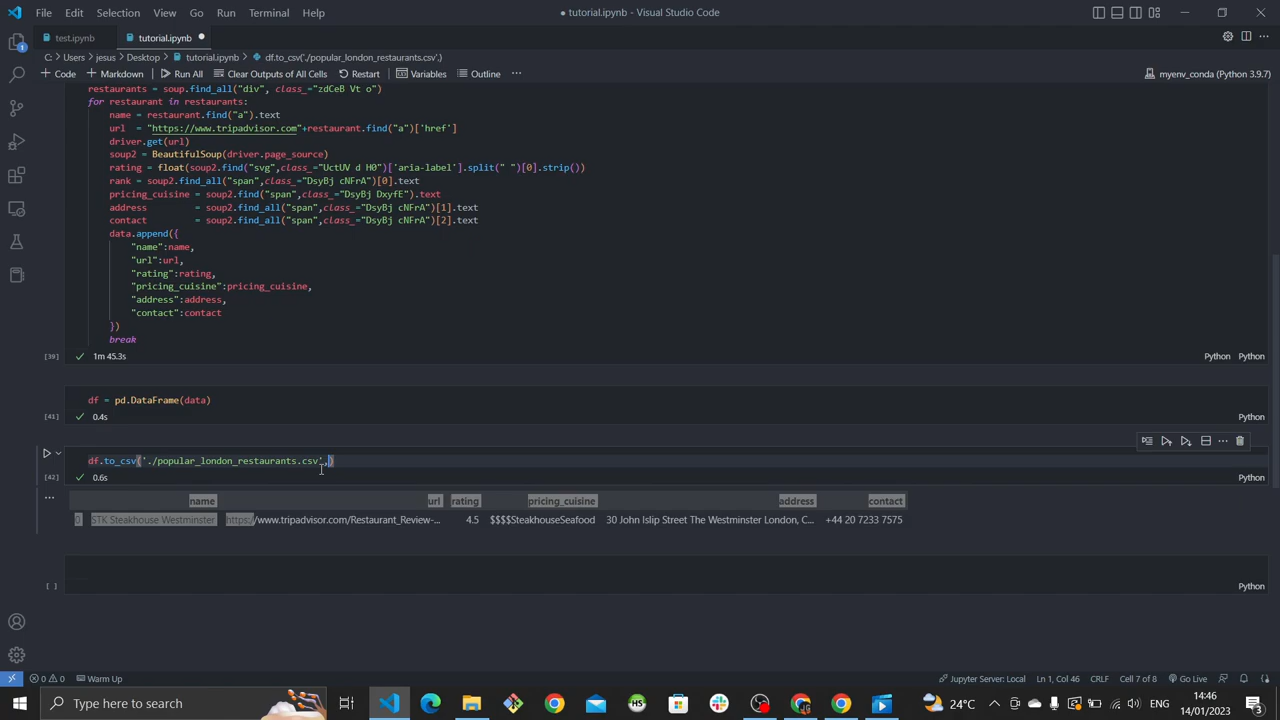 File Edit Selection View Go Run Terminal Help
● tutorial.ipynb - Visual Studio Code
test.ipynb tutorial.ipynb ●
C: > Users > jesus > Desktop > tutorial.ipynb > df.to_csv('./popular_london_restaurants.csv',)
+ Code + Markdown Run All Clear Outputs of All Cells Restart Variables Outline ···
myenv_conda (Python 3.9.7)
restaurants = soup.find_all("div", class_="zdCeB Vt o")
for restaurant in restaurants:
name = restaurant.find("a").text
url = "https://www.tripadvisor.com"+restaurant.find("a")['href']
driver.get(url)
soup2 = BeautifulSoup(driver.page_source)
rating = float(soup2.find("svg",class_="UctUV d H0")['aria-label'].split(" ")[0].strip())
rank = soup2.find_all("span",class_="DsyBj cNFrA")[0].text
pricing_cuisine = soup2.find("span",class_="DsyBj DxyfE").text
address = soup2.find_all("span",class_="DsyBj cNFrA")[1].text
contact = soup2.find_all("span",class_="DsyBj cNFrA")[2].text
data.append({
"name":name,
"url":url,
"rating":rating,
"pricing_cuisine":pricing_cuisine,
"address":address,
"contact":contact
})
break
[39] ✓ 1m 45.3s Python Python
df = pd.DataFrame(data)
[41] ✓ 0.4s Python
df.to_csv('./popular_london_restaurants.csv',)
[42] ✓ 0.6s Python
··· name url rating pricing_cuisine address contact
0 STK Steakhouse Westminster https://www.tripadvisor.com/Restaurant_Review-... 4.5 $$$$SteakhouseSeafood 30 John Islip Street The Westminster London, C... +44 20 7233 7575
[ ] Python
0 0 Warm Up Jupyter Server: Local Ln 1, Col 46 CRLF Cell 7 of 8 Go Live
Type here to search HS 24°C ENG 14:46
14/01/2023